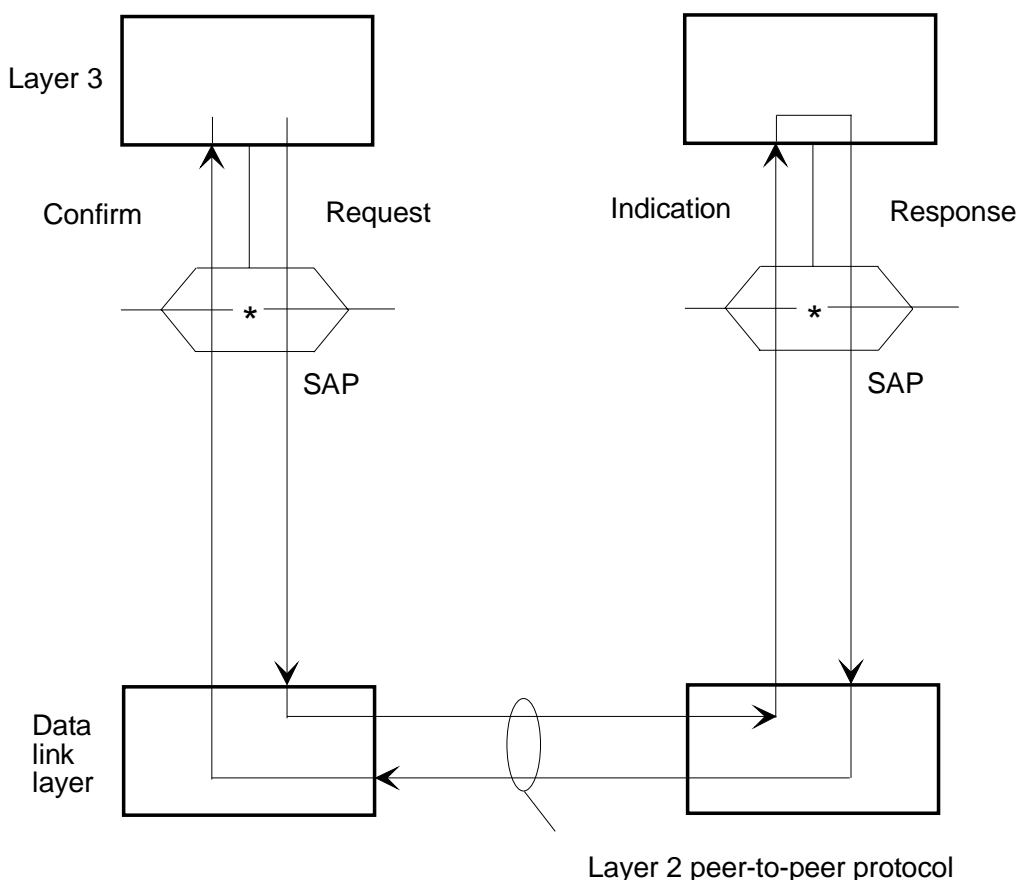 Layer 3
Confirm
Request
Indication
Response
*
*
SAP
SAP
Data
link
layer
Layer 2 peer-to-peer protocol